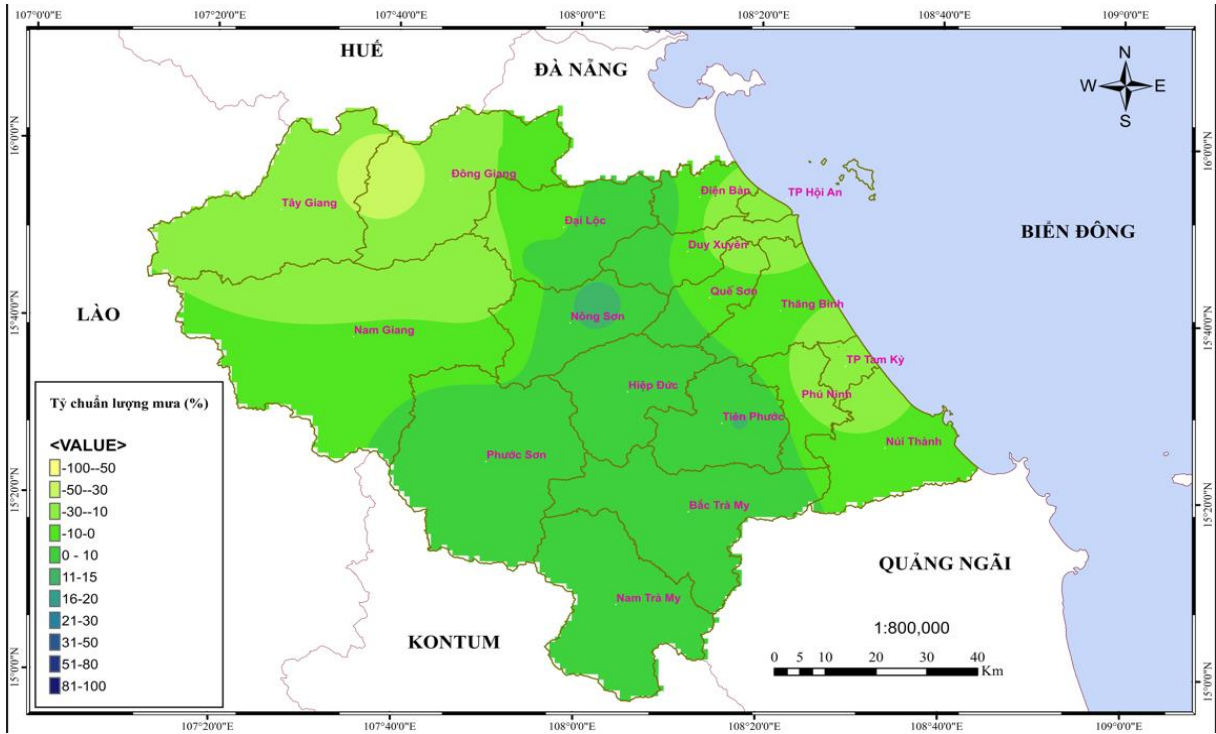 107°0'0"E
107°20'0"E
107°40'0"E
108°0'0"E
108°20'0"E
108°40'0"E
109°0'0"E
HUẾ
ĐÀ NẴNG
N
W
E
S
16°0'0"N
16°0'0"N
Đông Giang
Tây Giang
Điện Bàn
TP Hội An
Đại Lộc
BIỂN ĐÔNG
Duy Xuyên
Quế Sơn
Thăng Bình
LÀO
15°40'0"N
Nông Sơn
15°40'0"N
Nam Giang
TP Tam Kỳ
Hiệp Đức
Phú Ninh
Tiên Phước
Núi Thành
Phước Sơn
Bắc Trà My
15°20'0"N
15°20'0"N
QUẢNG NGÃI
Nam Trà My
KONTUM
1:800,000
0 5 10 20 30 40
Km
15°0'0"N
15°0'0"N
Tỷ chuẩn lượng mưa (%)
<VALUE>
-100--50
-50--30
-30--10
-10-0
0 - 10
11-15
16-20
21-30
31-50
51-80
81-100
107°20'0"E
107°40'0"E
108°0'0"E
108°20'0"E
108°40'0"E
109°0'0"E